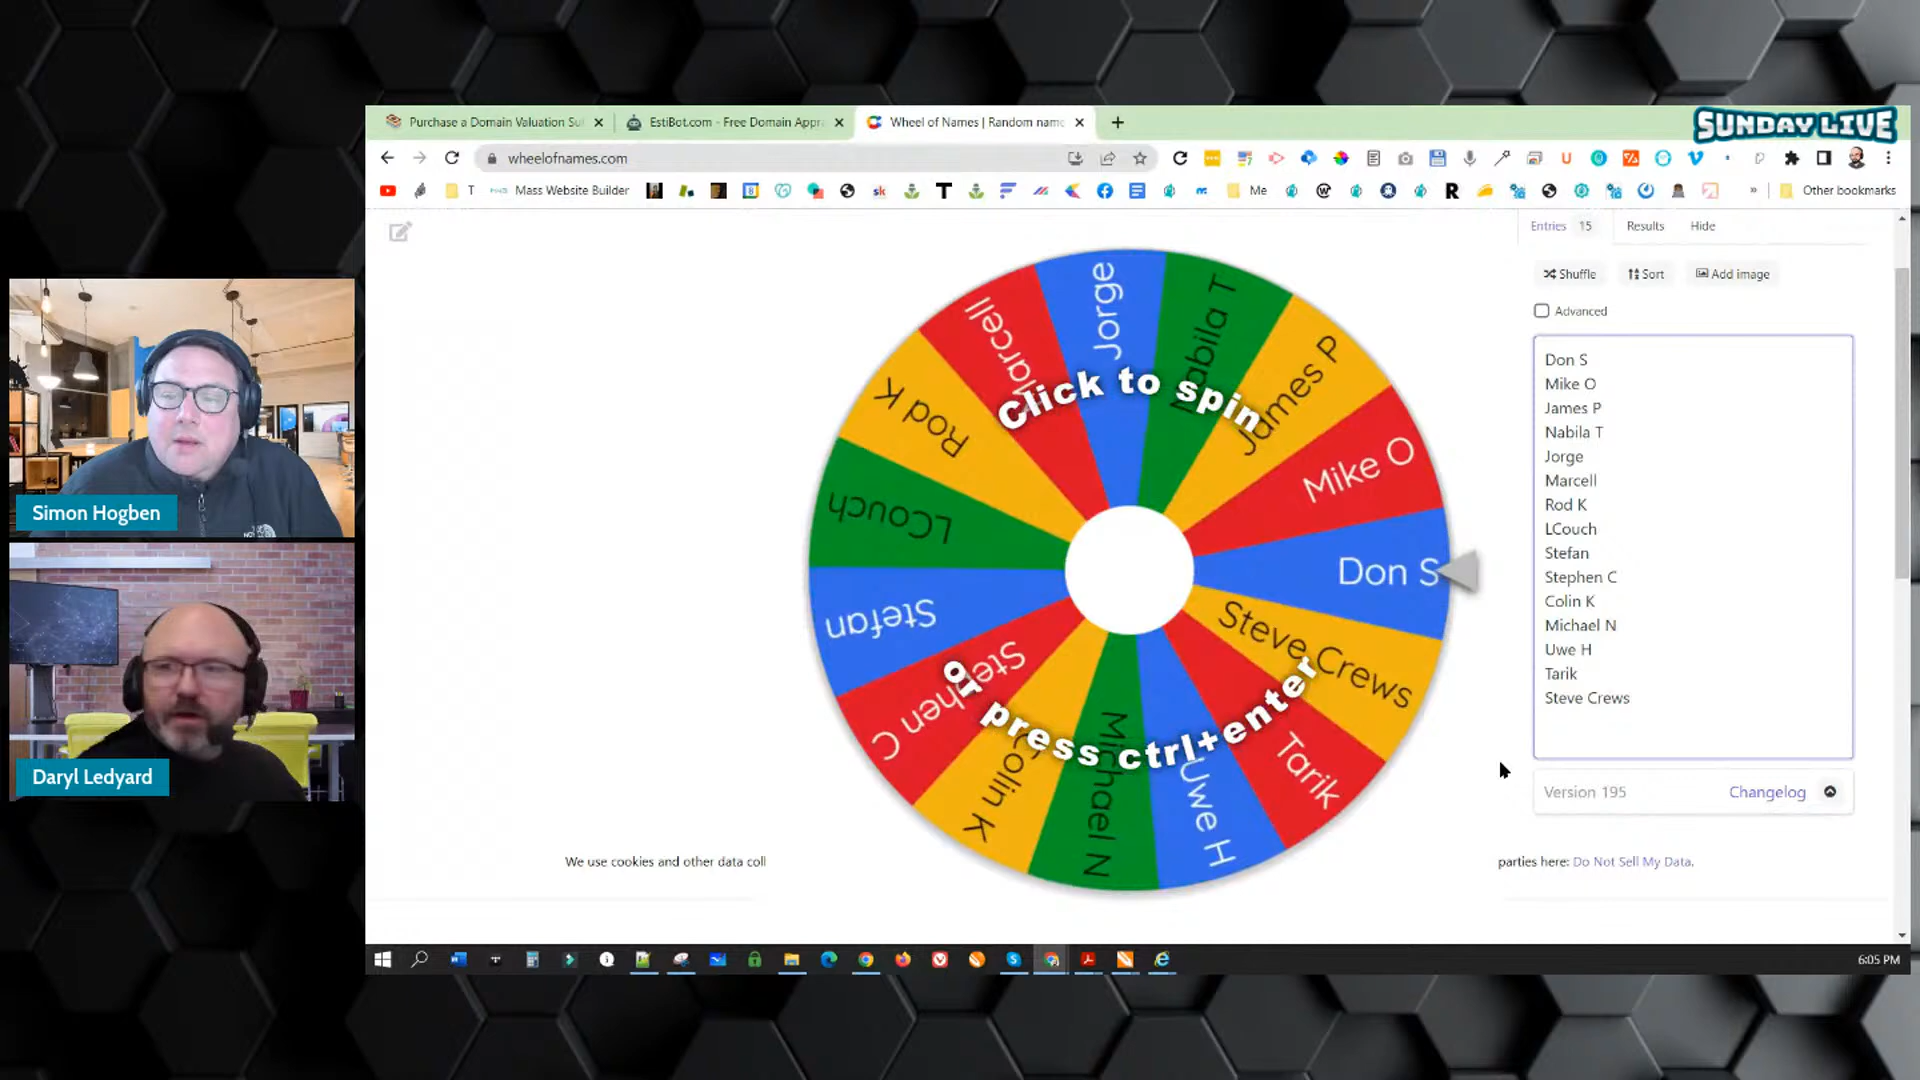 SUNDAY LIVE
Purchase a Domain Valuation Sui
EstiBot.com - Free Domain Appra
Wheel of Names | Random name
wheelofnames.com
T
Mass Website Builder
sk
T
Me
R
»
Other bookmarks
Entries 15
Results
Hide
Shuffle
Sort
Add image
Advanced
Don S
Mike O
James P
Nabila T
Jorge
Marcell
Rod K
LCouch
Stefan
Stephen C
Colin K
Michael N
Uwe H
Tarik
Steve Crews
Version 195
Changelog
Click to spin
or press ctrl+enter
Jorge
Nabila T
James P
Mike O
Don S
Steve Crews
Tarik
Uwe H
Michael N
Colin K
Stephen C
Stefan
LCouch
Rod K
Marcell
We use cookies and other data coll
parties here: Do Not Sell My Data.
6:05 PM
Simon Hogben
Daryl Ledyard